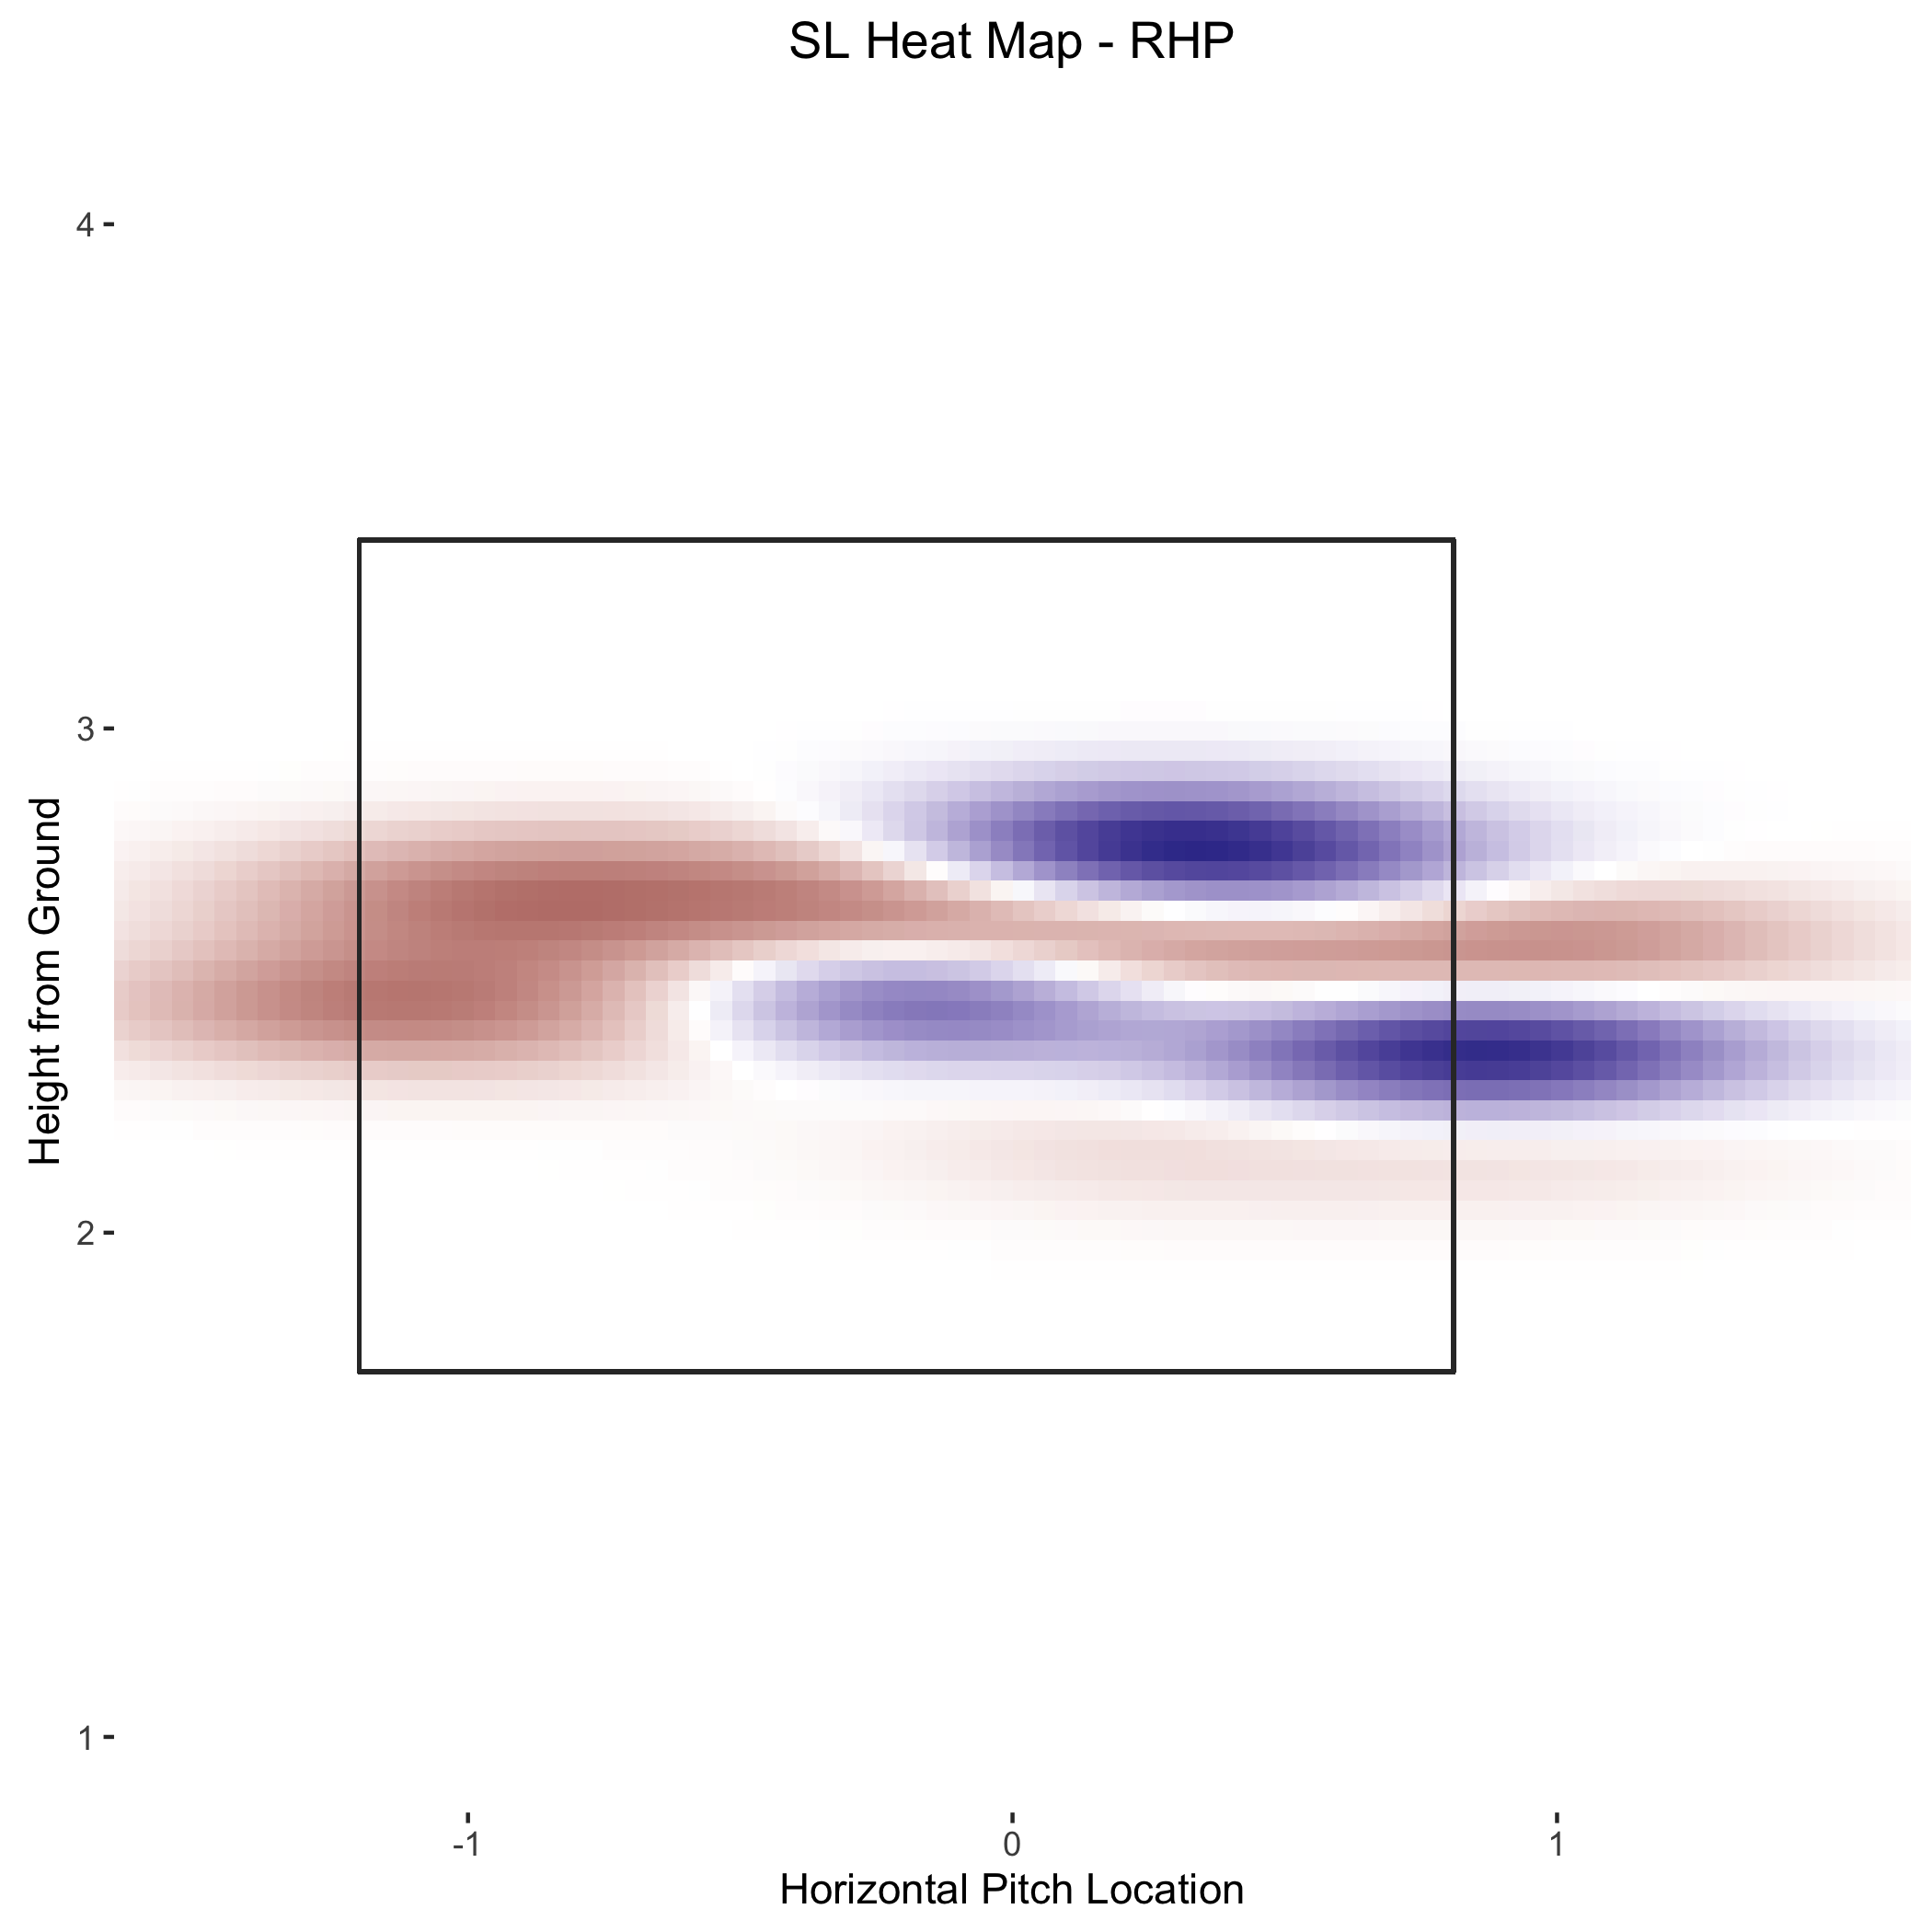 SL Heat Map - RHP
4
3
2
1
Height from Ground
-1 0 1
Horizontal Pitch Location